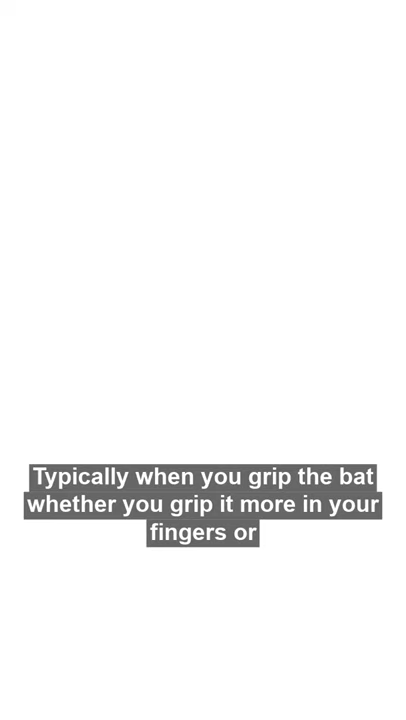 Typically when you grip the bat
whether you grip it more in your
fingers or